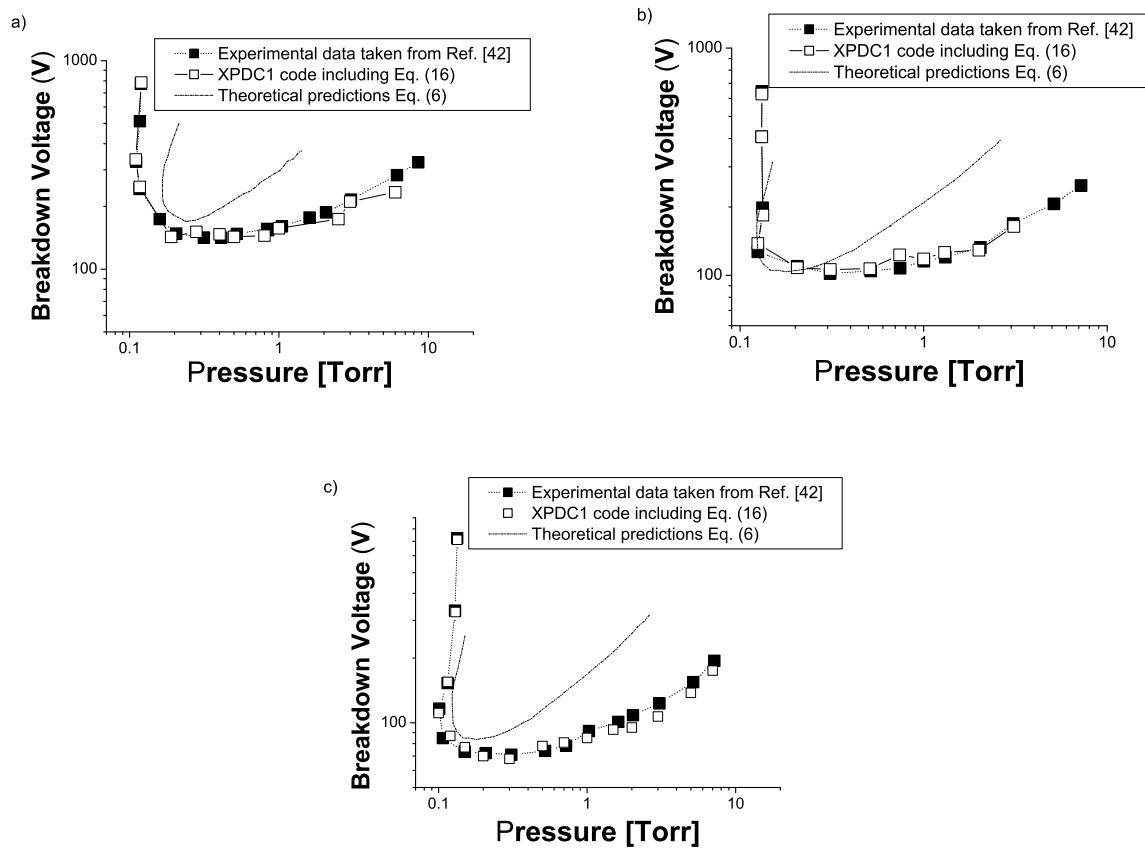 a)
Experimental data taken from Ref. [42]
XPDC1 code including Eq. (16)
Theoretical predictions Eq. (6)
1000
100
Breakdown Voltage (V)
0.1
1
10
Pressure [Torr]
b)
Experimental data taken from Ref. [42]
XPDC1 code including Eq. (16)
Theoretical predictions Eq. (6)
1000
100
Breakdown Voltage (V)
0.1
1
10
Pressure [Torr]
c)
Experimental data taken from Ref. [42]
XPDC1 code including Eq. (16)
Theoretical predictions Eq. (6)
100
Breakdown Voltage (V)
0.1
1
10
Pressure [Torr]